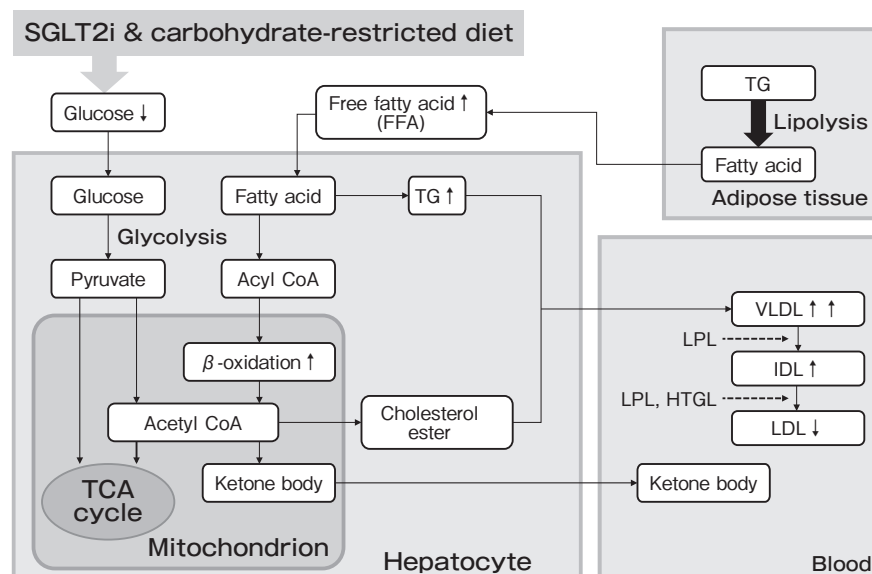 SGLT2i & carbohydrate-restricted diet
Glucose ↓
Free fatty acid ↑
(FFA)
TG
Lipolysis
Fatty acid
Adipose tissue
Glucose
Fatty acid
TG ↑
Glycolysis
Pyruvate
Acyl CoA
VLDL ↑ ↑
LPL
β-oxidation ↑
IDL ↑
LPL, HTGL
Acetyl CoA
Cholesterol
ester
LDL ↓
TCA
cycle
Ketone body
Ketone body
Mitochondrion
Hepatocyte
Blood